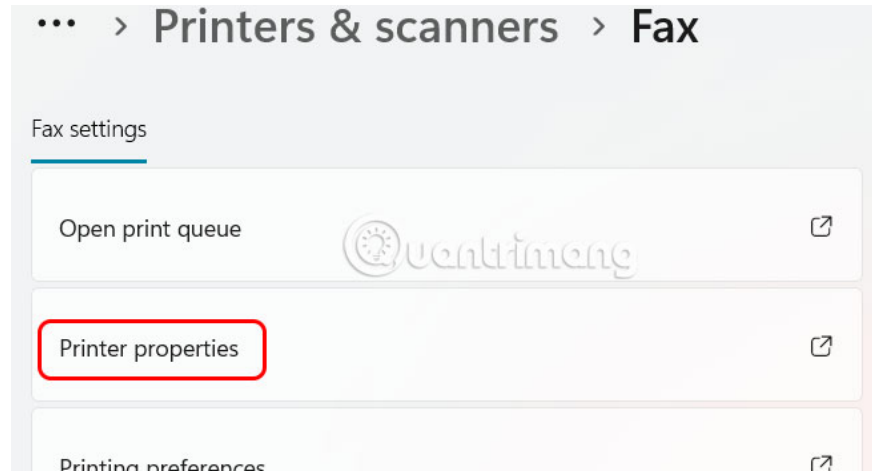 ... > Printers & scanners > Fax
Fax settings
Open print queue
Quantrimang
Printer properties
Printing preferences